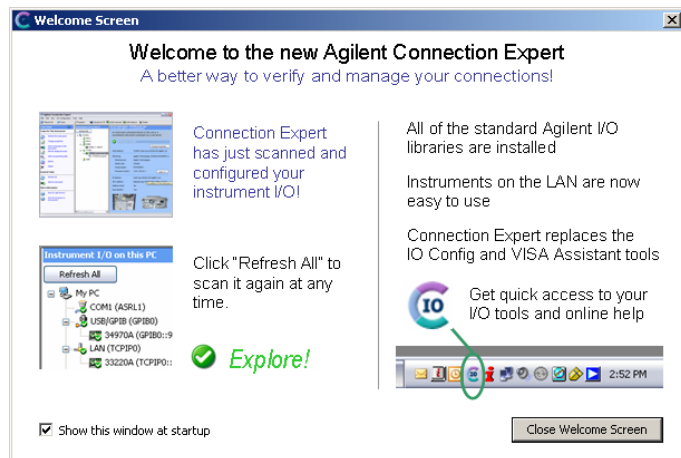 Welcome Screen
Welcome to the new Agilent Connection Expert
A better way to verify and manage your connections!
Connection Expert
has just scanned and
configured your
instrument I/O!
Instrument I/O on this PC
Refresh All
My PC
COM1 (ASRL1)
USB/GPIB (GPIB0)
34970A (GPIB0::9
LAN (TCPIP0)
33220A (TCPIP0::
Click "Refresh All" to
scan it again at any
time.
Explore!
All of the standard Agilent I/O
libraries are installed
Instruments on the LAN are now
easy to use
Connection Expert replaces the
IO Config and VISA Assistant tools
IO
Get quick access to your
I/O tools and online help
2:52 PM
Show this window at startup
Close Welcome Screen